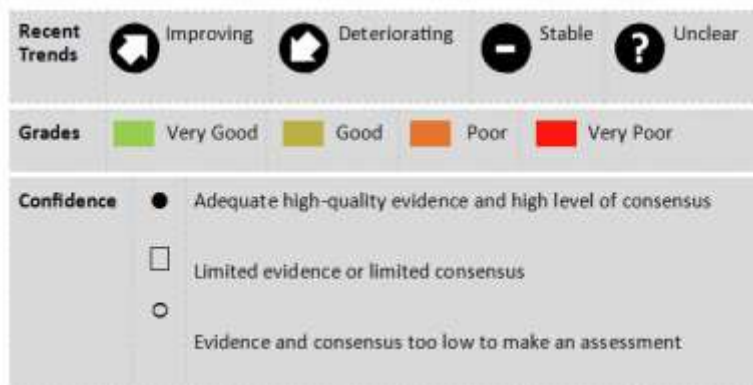 Recent Trends
Improving
Deteriorating
Stable
? Unclear
Grades
Very Good
Good
Poor
Very Poor
Confidence
Adequate high-quality evidence and high level of consensus
Limited evidence or limited consensus
Evidence and consensus too low to make an assessment